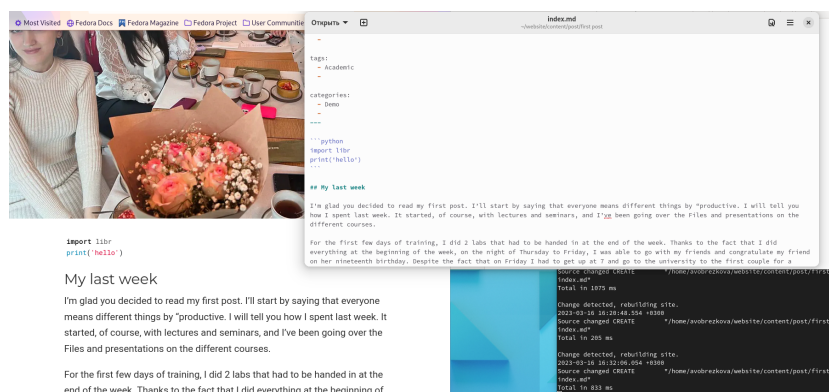 Most Visited Fedora Docs Fedora Magazine Fedora Project User Communitie
Открыть
index.md
~/website/content/post/first post
-
tags:
- Academic
-
categories:
- Demo
-
---
```python
import libr
print('hello')
```
## My last week
I'm glad you decided to read my first post. I'll start by saying that everyone means different things by "productive. I will tell you
how I spent last week. It started, of course, with lectures and seminars, and I've been going over the Files and presentations on the
different courses.
For the first few days of training, I did 2 labs that had to be handed in at the end of the week. Thanks to the fact that I did
everything at the beginning of the week, on the night of Thursday to Friday, I was able to go with my friends and congratulate my friend
on her nineteenth birthday. Despite the fact that on Friday I had to get up at 7 and go to the university to the first couple for a
import libr
print('hello')
My last week
I'm glad you decided to read my first post. I'll start by saying that everyone
means different things by "productive. I will tell you how I spent last week. It
started, of course, with lectures and seminars, and I've been going over the
Files and presentations on the different courses.
For the first few days of training, I did 2 labs that had to be handed in at the
end of the week. Thanks to the fact that I did everything at the beginning of
Source changed CREATE "/home/avobrezkova/website/content/post/first
index.md"
Total in 1075 ms
Change detected, rebuilding site.
2023-03-16 16:20:48.554 +0300
Source changed CREATE "/home/avobrezkova/website/content/post/first
index.md"
Total in 205 ms
Change detected, rebuilding site.
2023-03-16 16:32:06.054 +0300
Source changed CREATE "/home/avobrezkova/website/content/post/first
index.md"
Total in 833 ms